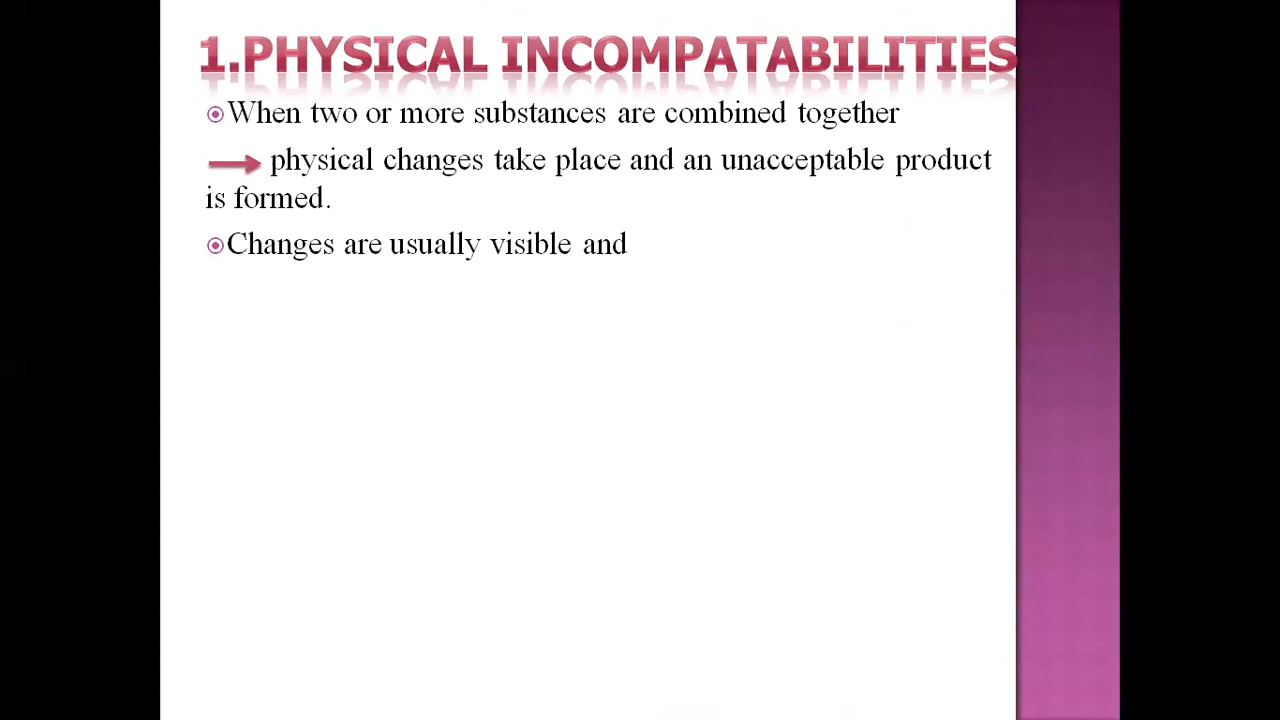 1.PHYSICAL INCOMPATABILITIES
When two or more substances are combined together
physical changes take place and an unacceptable product
is formed.
Changes are usually visible and